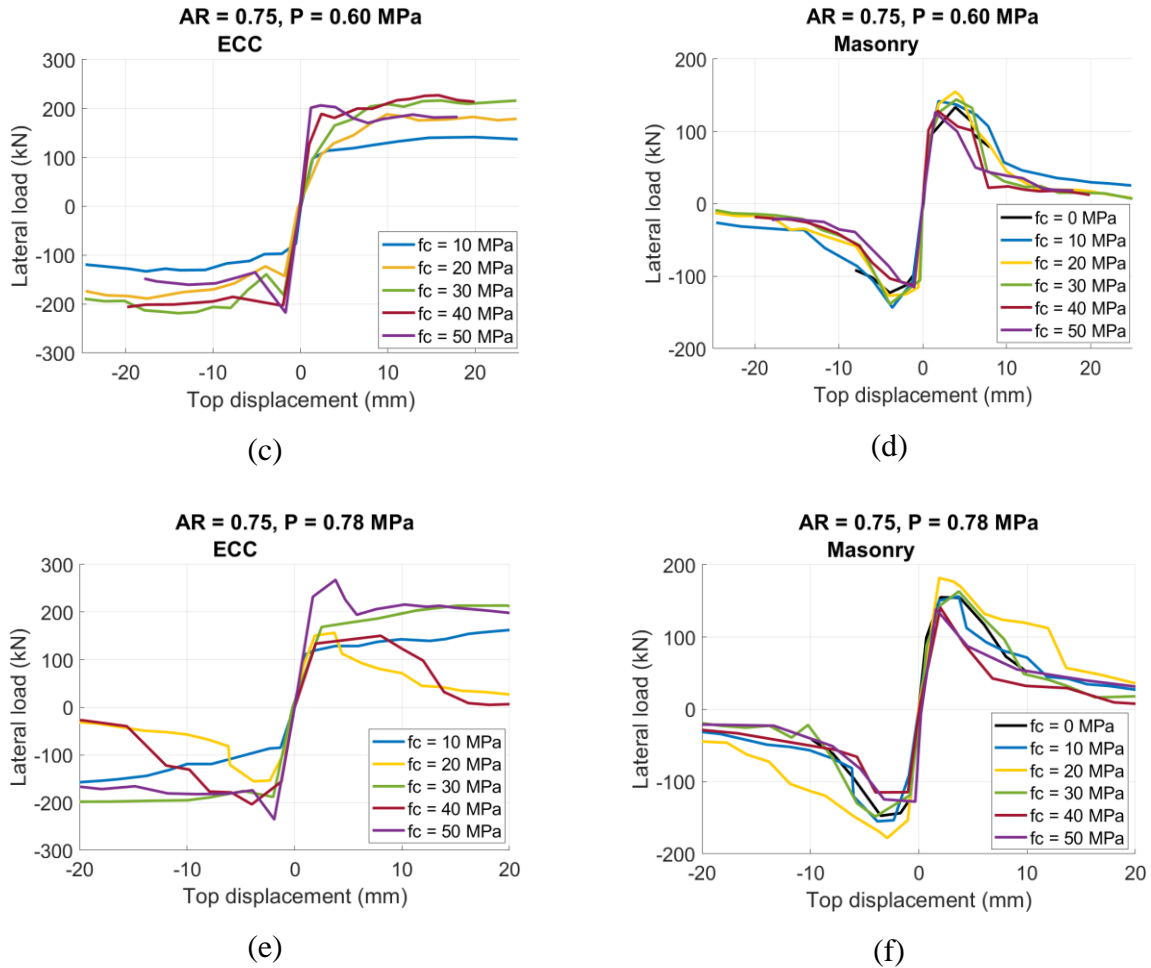 AR = 0.75, P = 0.60 MPa
ECC
300
200
100
0
-100
-200
-300
Lateral load (kN)
-20
-10
0
10
20
Top displacement (mm)
fc = 10 MPa
fc = 20 MPa
fc = 30 MPa
fc = 40 MPa
fc = 50 MPa
(c)
AR = 0.75, P = 0.60 MPa
Masonry
200
100
0
-100
-200
Lateral load (kN)
-20
-10
0
10
20
Top displacement (mm)
fc = 0 MPa
fc = 10 MPa
fc = 20 MPa
fc = 30 MPa
fc = 40 MPa
fc = 50 MPa
(d)
AR = 0.75, P = 0.78 MPa
ECC
300
200
100
0
-100
-200
-300
Lateral load (kN)
-20
-10
0
10
20
Top displacement (mm)
fc = 10 MPa
fc = 20 MPa
fc = 30 MPa
fc = 40 MPa
fc = 50 MPa
(e)
AR = 0.75, P = 0.78 MPa
Masonry
200
100
0
-100
-200
Lateral load (kN)
-20
-10
0
10
20
Top displacement (mm)
fc = 0 MPa
fc = 10 MPa
fc = 20 MPa
fc = 30 MPa
fc = 40 MPa
fc = 50 MPa
(f)